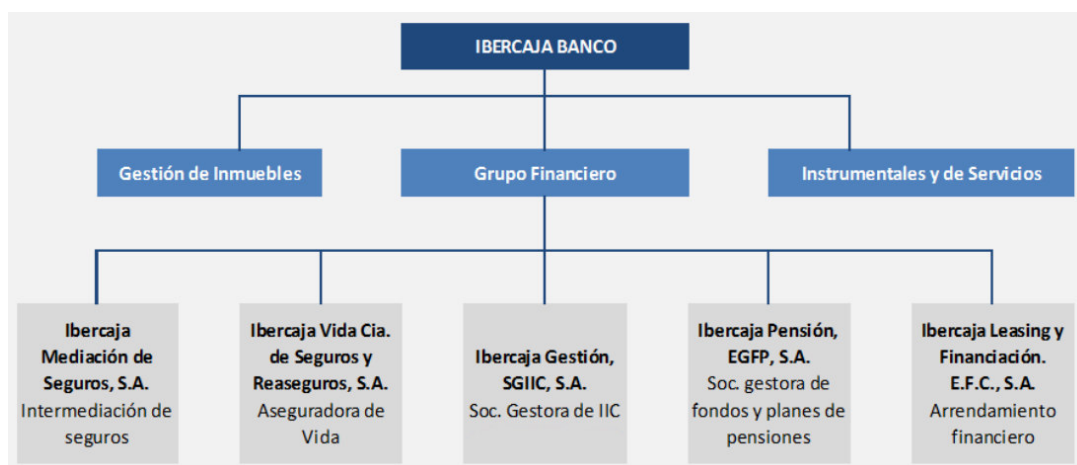 IBERCAJA BANCO
Gestión de Inmuebles
Grupo Financiero
Instrumentales y de Servicios
Ibercaja
Mediación de
Seguros, S.A.
Intermediación de
seguros
Ibercaja Vida Cia.
de Seguros y
Reaseguros, S.A.
Aseguradora de
Vida
Ibercaja Gestión,
SGIIC, S.A.
Soc. Gestora de IIC
Ibercaja Pensión,
EGFP, S.A.
Soc. gestora de
fondos y planes de
pensiones
Ibercaja Leasing y
Financiación.
E.F.C., S.A.
Arrendamiento
financiero